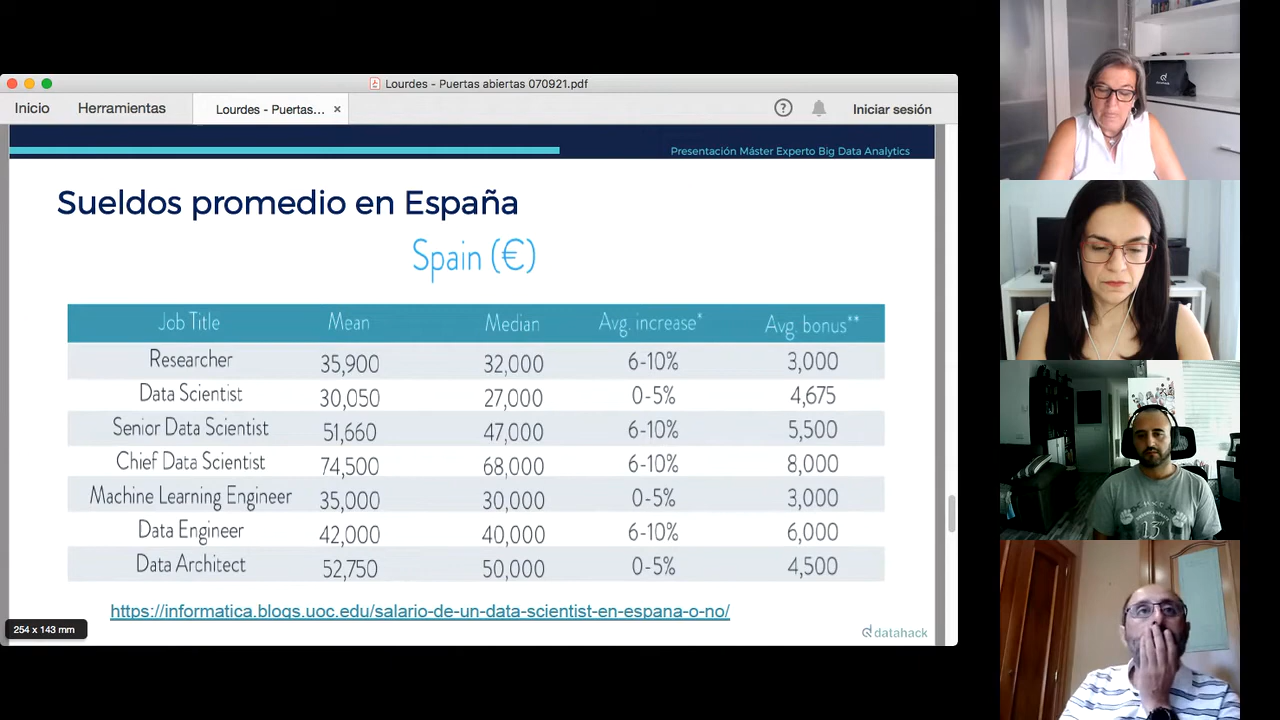 Lourdes - Puertas abiertas 070921.pdf
Inicio Herramientas Lourdes - Puertas... × ? Iniciar sesión
Presentación Máster Experto Big Data Analytics
Sueldos promedio en España
Spain (€)
Job Title Mean Median Avg. increase* Avg. bonus**
Researcher 35,900 32,000 6-10% 3,000
Data Scientist 30,050 27,000 0-5% 4,675
Senior Data Scientist 51,660 47,000 6-10% 5,500
Chief Data Scientist 74,500 68,000 6-10% 8,000
Machine Learning Engineer 35,000 30,000 0-5% 3,000
Data Engineer 42,000 40,000 6-10% 6,000
Data Architect 52,750 50,000 0-5% 4,500
https://informatica.blogs.uoc.edu/salario-de-un-data-scientist-en-espana-o-no/
254 x 143 mm
datahack
13